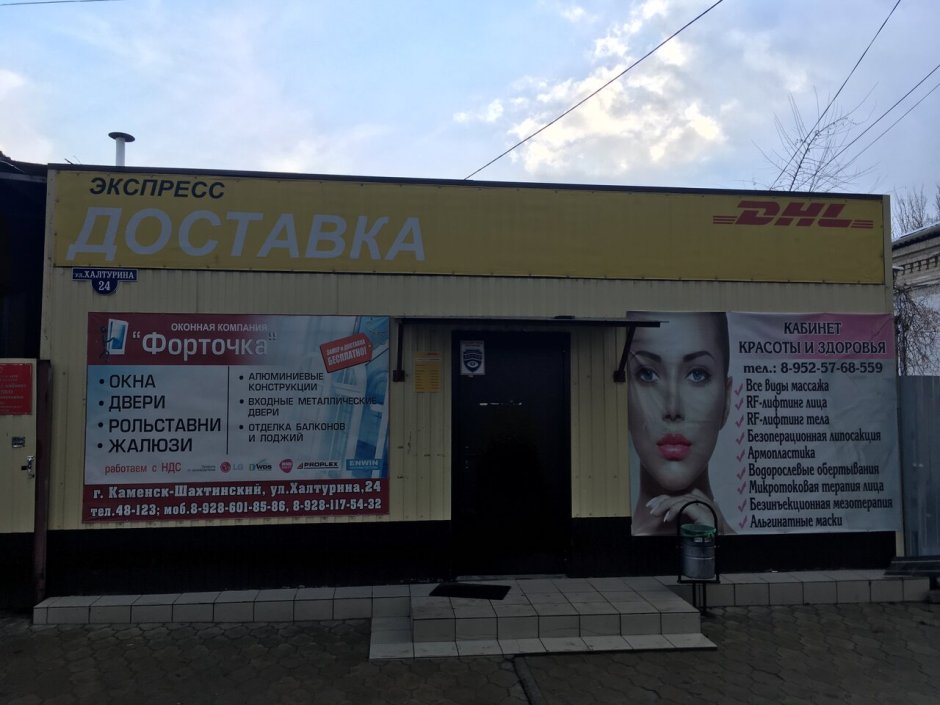 ЭКСПРЕСС
ДОСТАВКА
DHL
ул.ХАЛТУРИНА
24
ОКОННАЯ КОМПАНИЯ
"Форточка"
ЗАМЕР и ДОСТАВКА
БЕСПЛАТНО!
• ОКНА
• ДВЕРИ
• РОЛЬСТАВНИ
• ЖАЛЮЗИ
• АЛЮМИНИЕВЫЕ
КОНСТРУКЦИИ
• ВХОДНЫЕ МЕТАЛЛИЧЕСКИЕ
ДВЕРИ
• ОТДЕЛКА БАЛКОНОВ
И ЛОДЖИЙ
работаем с НДС
LG
WDS
PROPLEX
ENWIN
г. Каменск-Шахтинский, ул.Халтурина,24
тел.48-123; моб.8-928-601-85-86, 8-928-117-54-32
КАБИНЕТ
КРАСОТЫ И ЗДОРОВЬЯ
тел.: 8-952-57-68-559
Все Виды массажа
RF-лифтинг лица
RF-лифтинг тела
Безоперационная липосакция
Армопластика
Водорослевые обертывания
Микротоковая терапия лица
Безинъекционная мезотерапия
Альгинатные маски